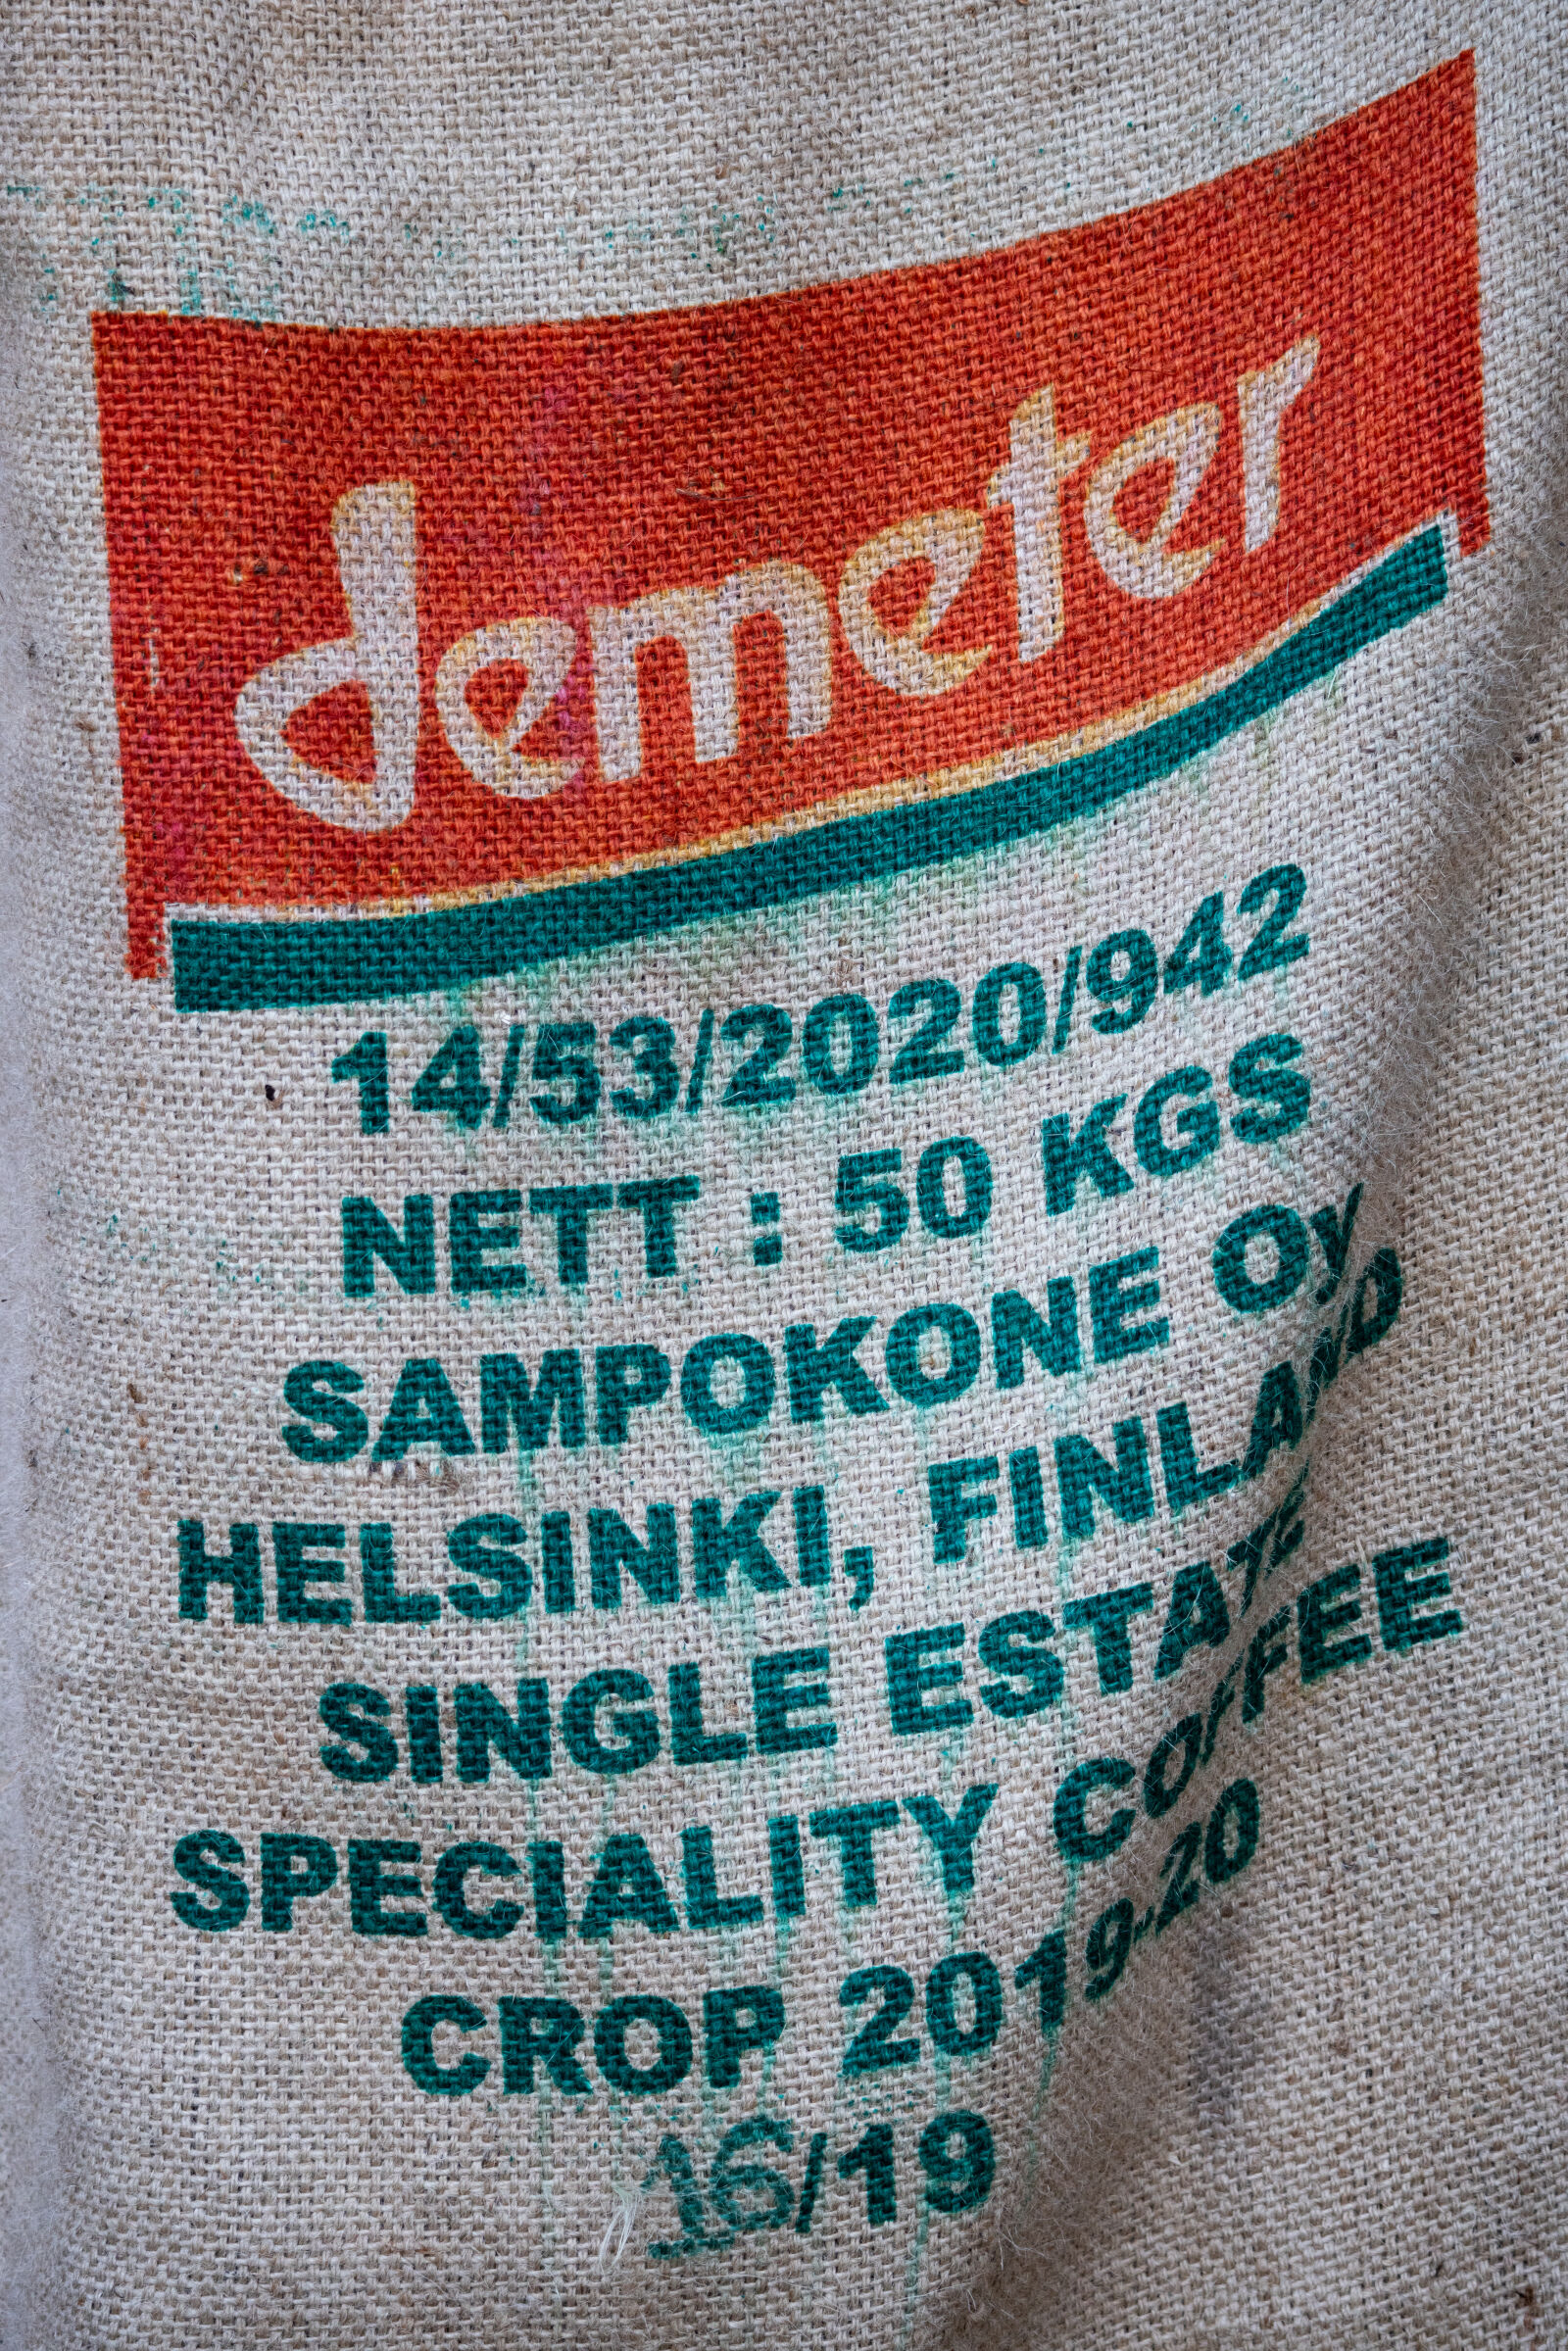 demeter
14/53/2020/942
NETT : 50 KGS
SAMPOKONE OY
HELSINKI, FINLAND
SINGLE ESTATE
SPECIALITY COFFEE
CROP 2019-20
16/19